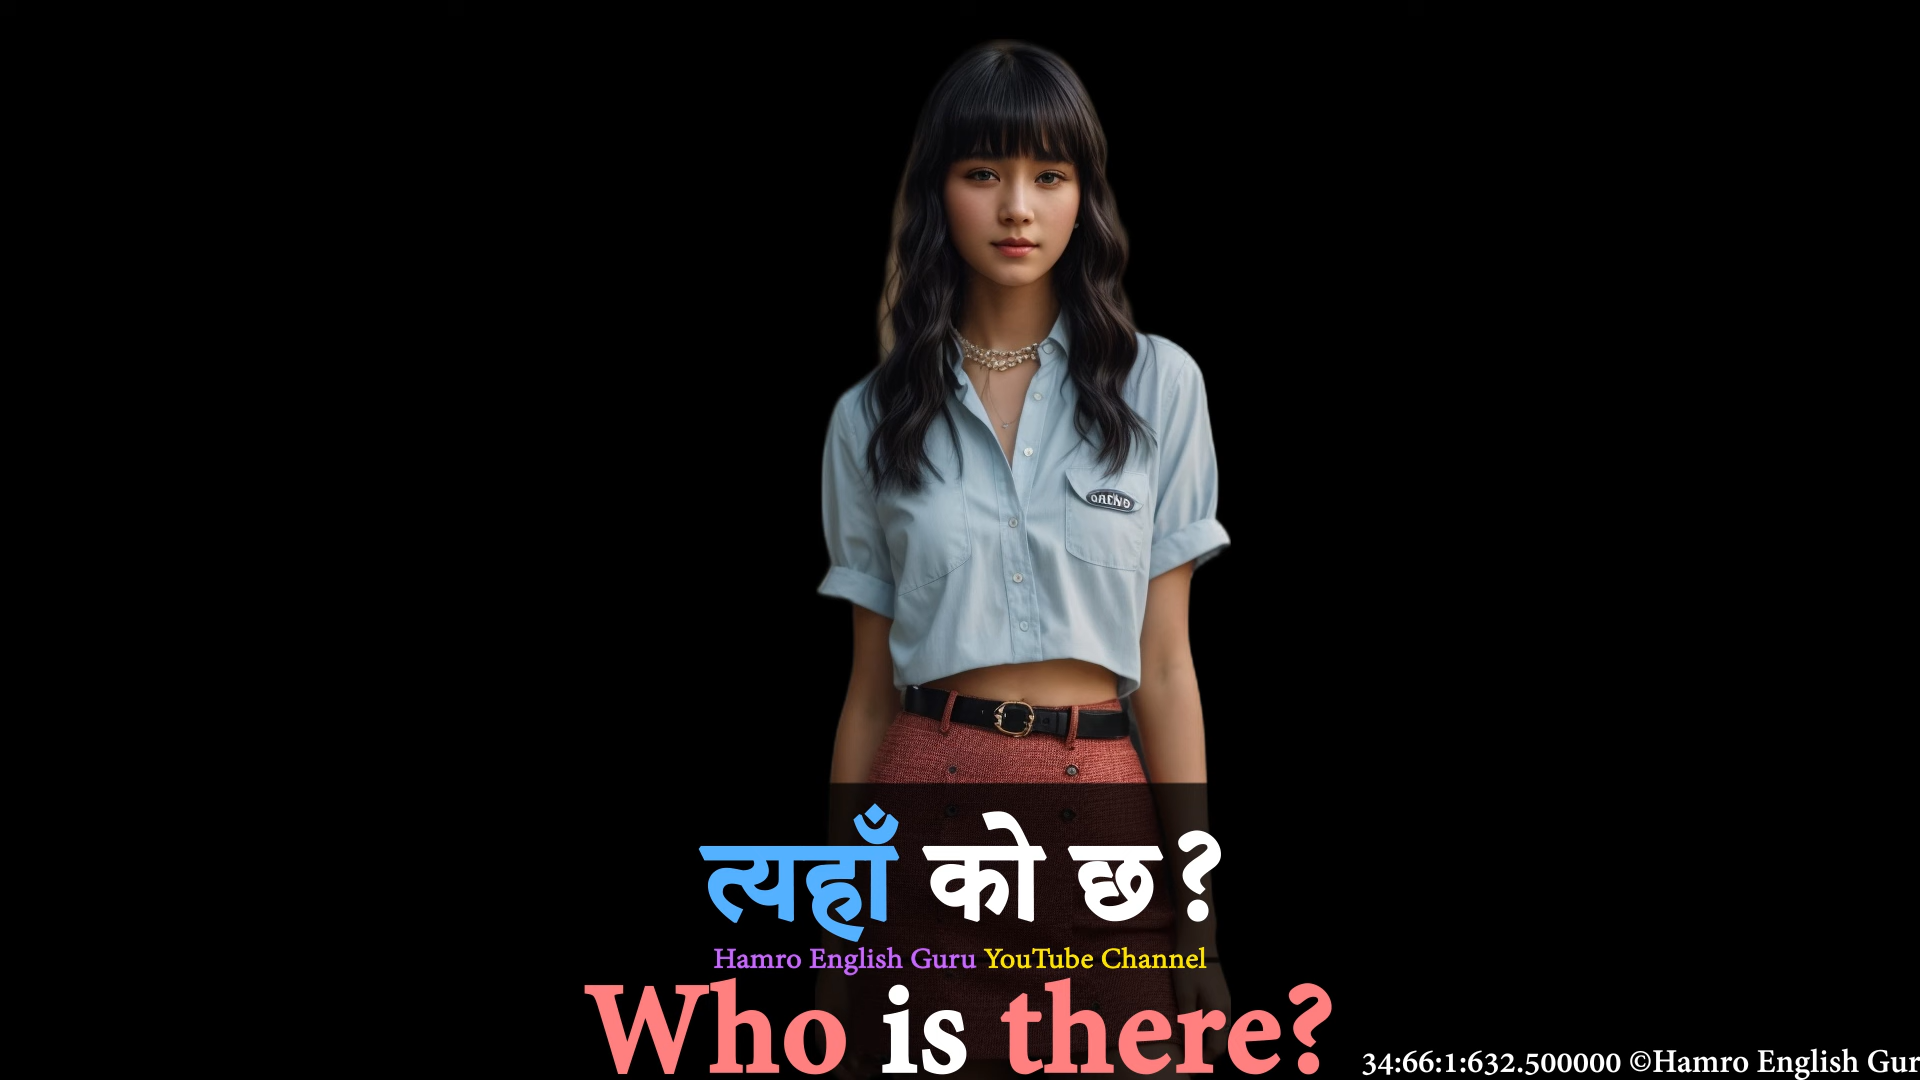 त्यहाँ को छ?
Hamro English Guru YouTube Channel
Who is there?
34:66:1:632.500000 ©Hamro English Gur